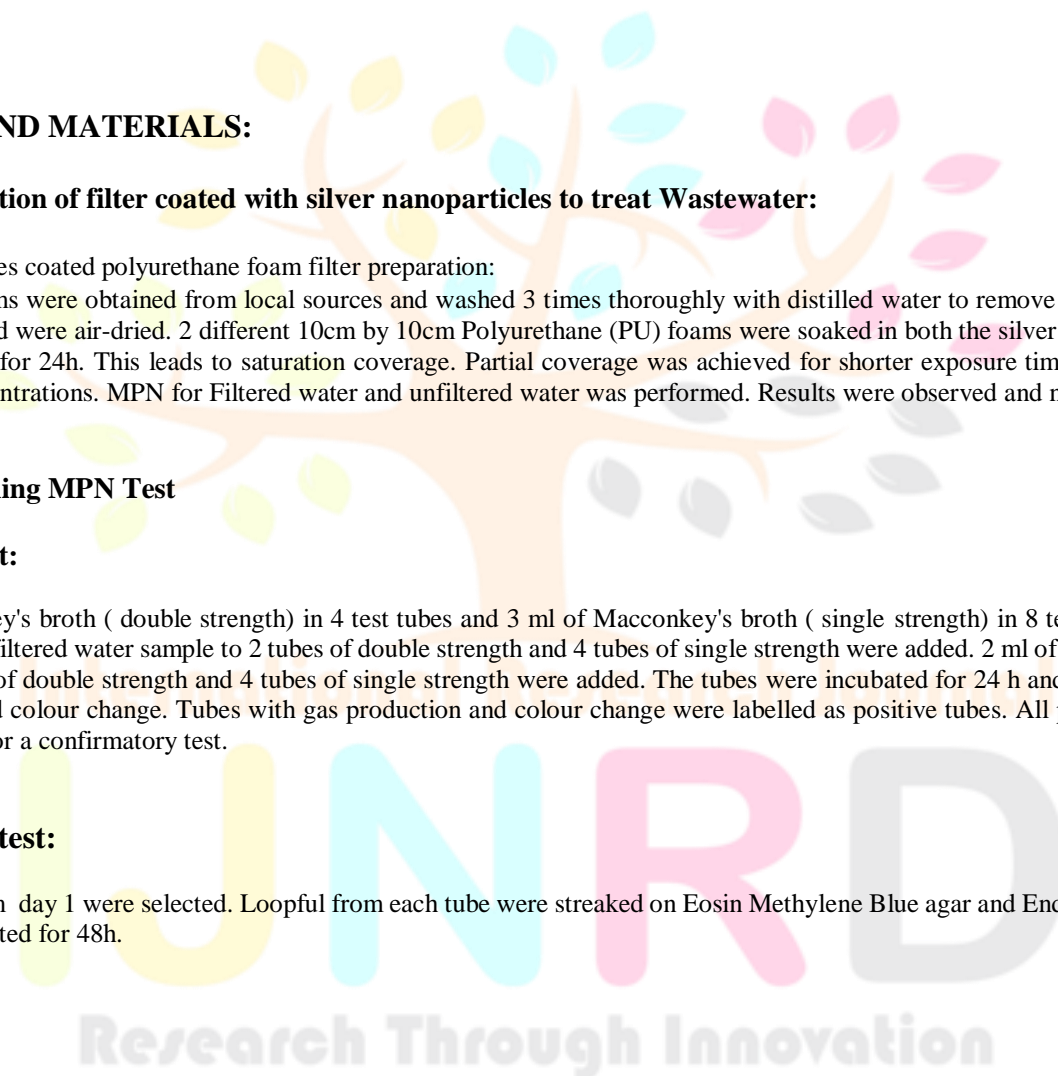 ND MATERIALS:
tion of filter coated with silver nanoparticles to treat Wastewater:
es coated polyurethane foam filter preparation:
ns were obtained from local sources and washed 3 times thoroughly with distilled water to remove
d were air-dried. 2 different 10cm by 10cm Polyurethane (PU) foams were soaked in both the silver
for 24h. This leads to saturation coverage. Partial coverage was achieved for shorter exposure tim
ntrations. MPN for Filtered water and unfiltered water was performed. Results were observed and n
ing MPN Test
t:
ey's broth ( double strength) in 4 test tubes and 3 ml of Macconkey's broth ( single strength) in 8 te
filtered water sample to 2 tubes of double strength and 4 tubes of single strength were added. 2 ml of
of double strength and 4 tubes of single strength were added. The tubes were incubated for 24 h and
International Research Journal
d colour change. Tubes with gas production and colour change were labelled as positive tubes. All p
or a confirmatory test.
IJNRD
test:
n day 1 were selected. Loopful from each tube were streaked on Eosin Methylene Blue agar and End
ted for 48h.
Research Through Innovation